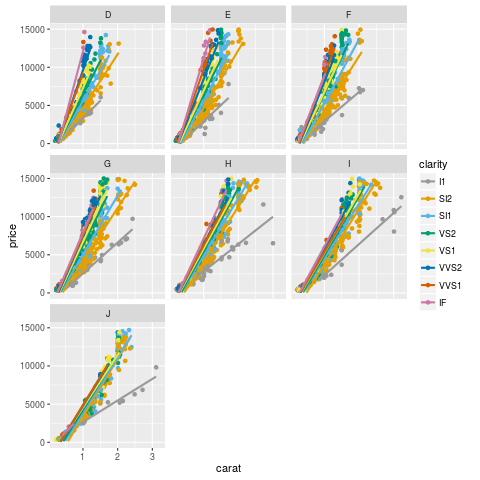 D E F
15000
10000
5000
0
G H I
15000
10000
5000
0
J
15000
10000
5000
0
1 2 3
carat
price
clarity
I1
SI2
SI1
VS2
VS1
VVS2
VVS1
IF